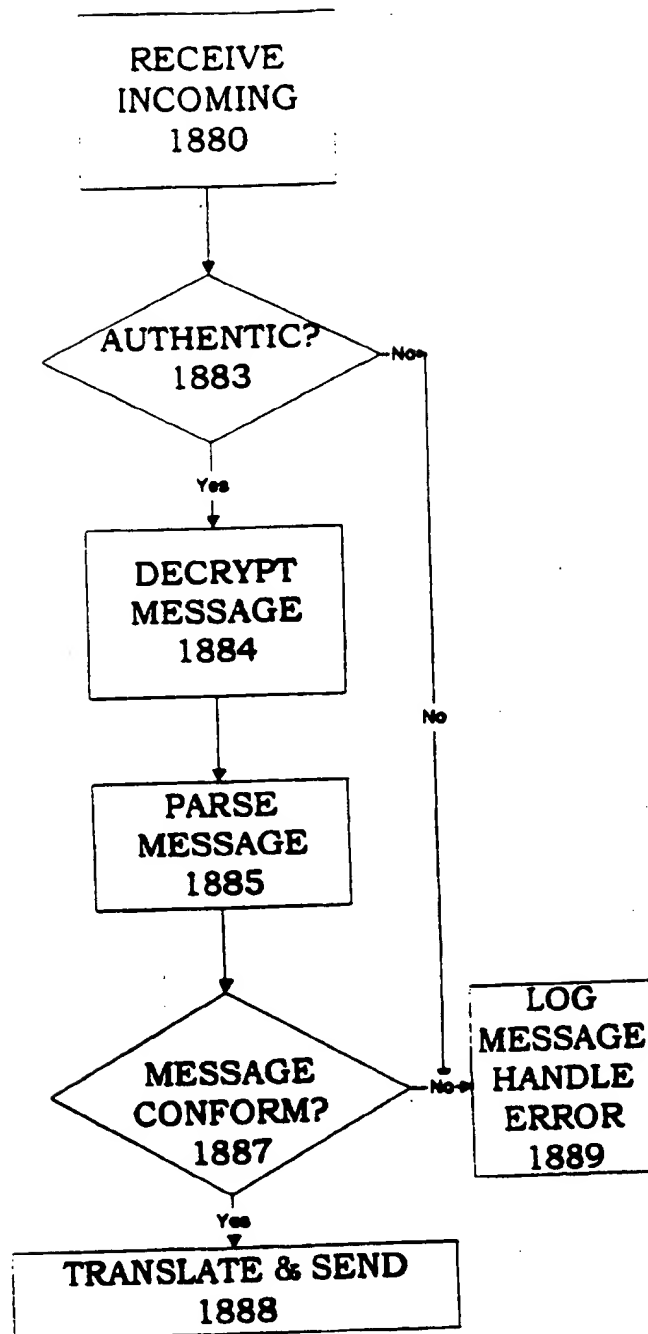 RECEIVE
INCOMING
1880
AUTHENTIC?
1883
No
Yes
DECRYPT
MESSAGE
1884
No
PARSE
MESSAGE
1885
MESSAGE
CONFORM?
1887
No
LOG
MESSAGE
HANDLE
ERROR
1889
Yes
TRANSLATE & SEND
1888